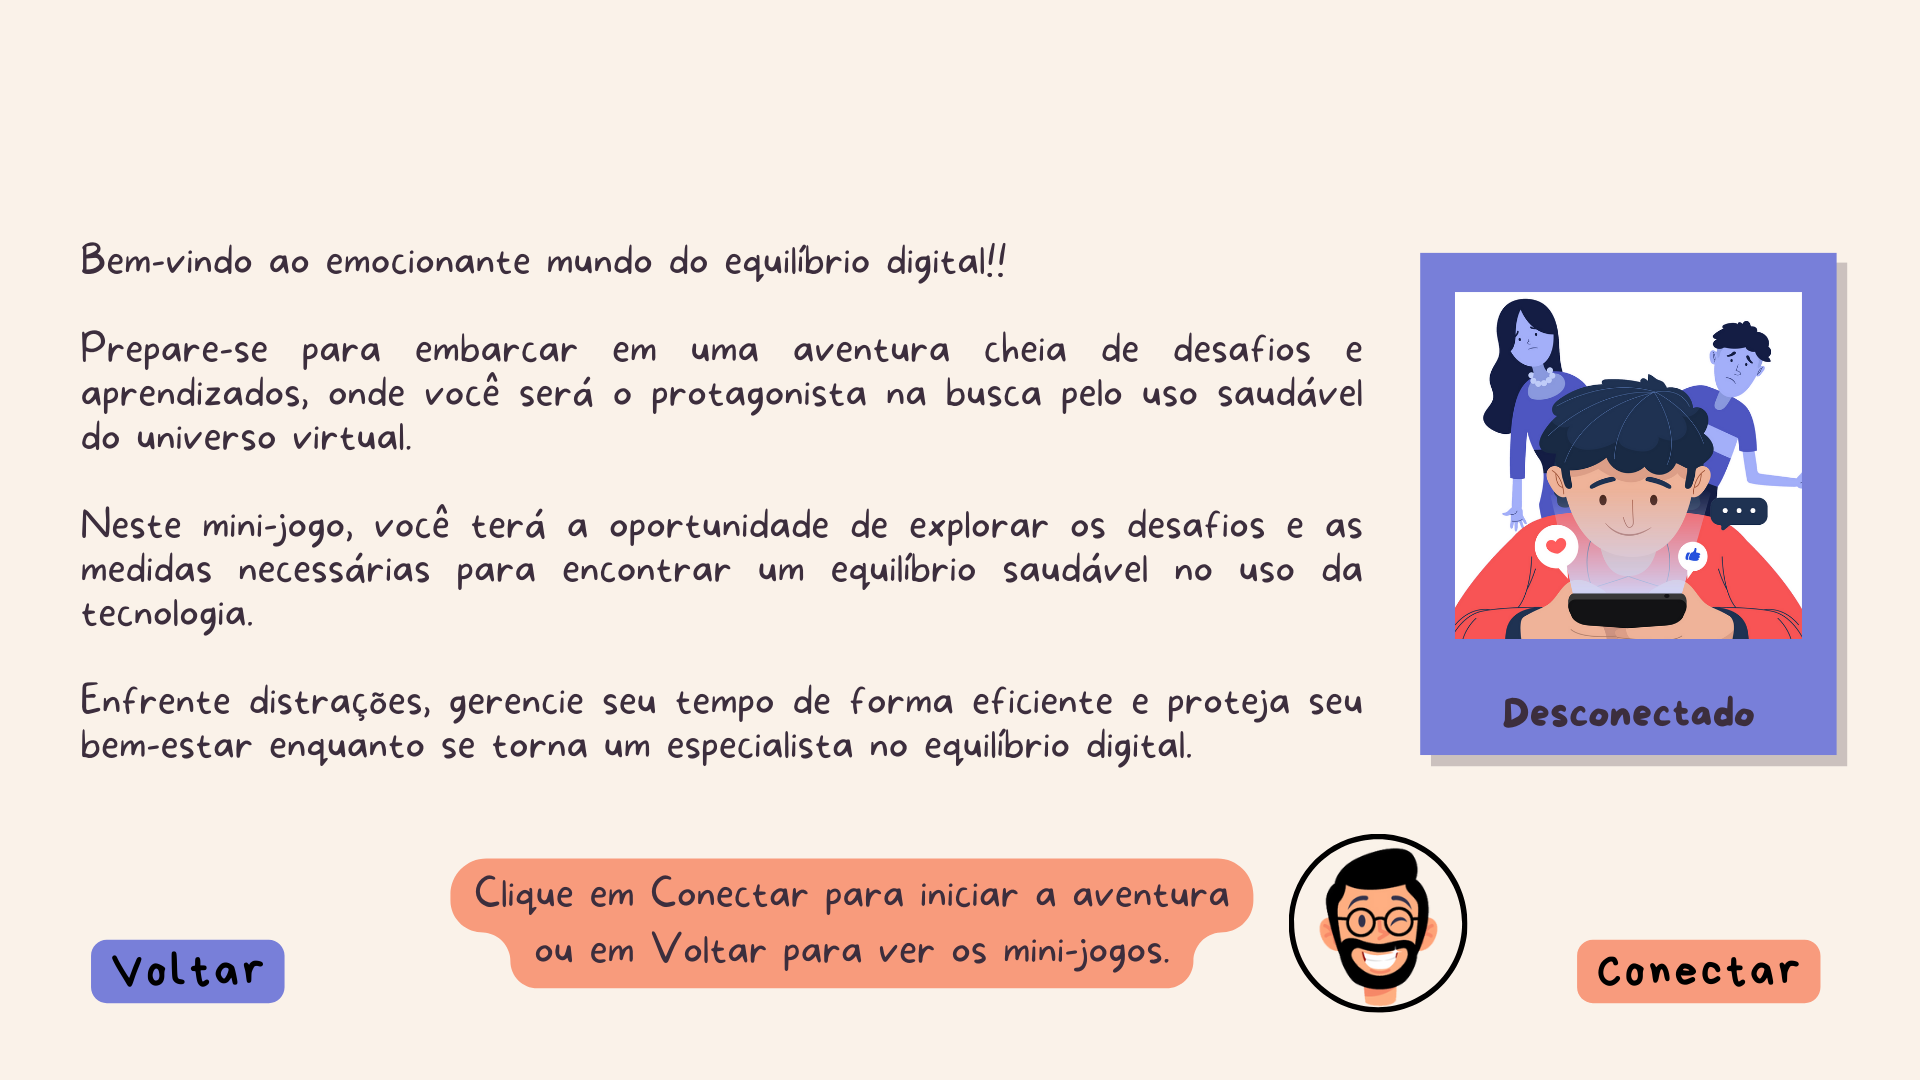 Bem-vindo ao emocionante mundo do equilíbrio digital!!
Prepare-se para embarcar em uma aventura cheia de desafios e
aprendizados, onde você será o protagonista na busca pelo uso saudável
do universo virtual.
Neste mini-jogo, você terá a oportunidade de explorar os desafios e as
medidas necessárias para encontrar um equilíbrio saudável no uso da
tecnologia.
Enfrente distrações, gerencie seu tempo de forma eficiente e proteja seu
bem-estar enquanto se torna um especialista no equilíbrio digital.
Desconectado
Clique em Conectar para iniciar a aventura
ou em Voltar para ver os mini-jogos.
Voltar
Conectar